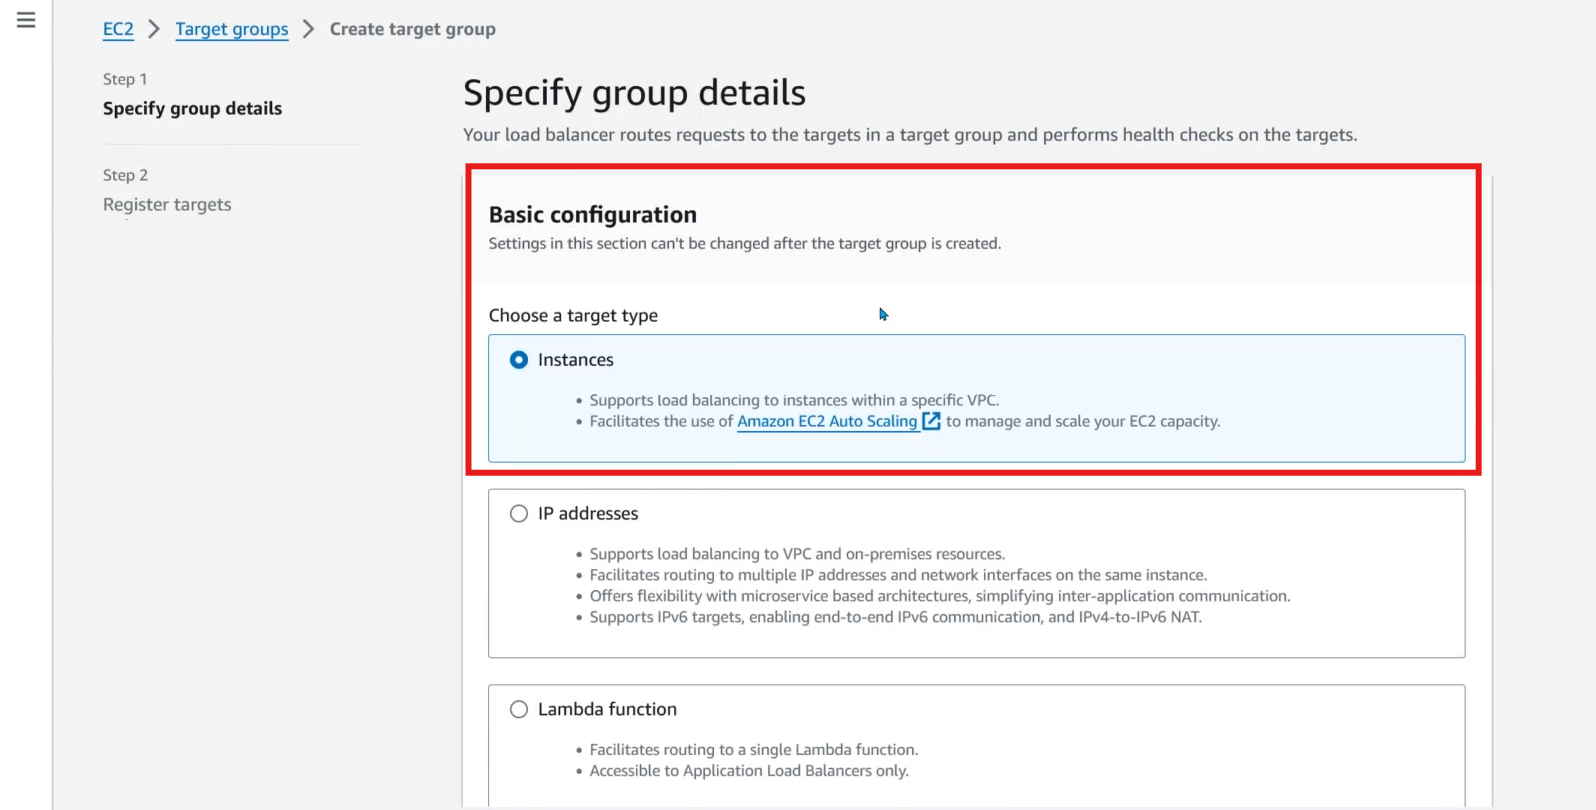 EC2 > Target groups > Create target group
Step 1
Specify group details
Step 2
Register targets
Specify group details
Your load balancer routes requests to the targets in a target group and performs health checks on the targets.
Basic configuration
Settings in this section can't be changed after the target group is created.
Choose a target type
Instances
• Supports load balancing to instances within a specific VPC.
• Facilitates the use of Amazon EC2 Auto Scaling to manage and scale your EC2 capacity.
IP addresses
• Supports load balancing to VPC and on-premises resources.
• Facilitates routing to multiple IP addresses and network interfaces on the same instance.
• Offers flexibility with microservice based architectures, simplifying inter-application communication.
• Supports IPv6 targets, enabling end-to-end IPv6 communication, and IPv4-to-IPv6 NAT.
Lambda function
• Facilitates routing to a single Lambda function.
• Accessible to Application Load Balancers only.